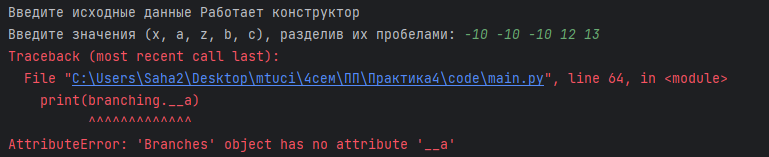 Введите исходные данные Работает конструктор
Введите значения (x, a, z, b, c), разделив их пробелами: -10 -10 -10 12 13
Traceback (most recent call last):
  File "C:\Users\Saha2\Desktop\mtuci\4сем\ПП\Практика4\code\main.py", line 64, in <module>
    print(branching.__a)
          ^^^^^^^^^^^^^
AttributeError: 'Branches' object has no attribute '__a'